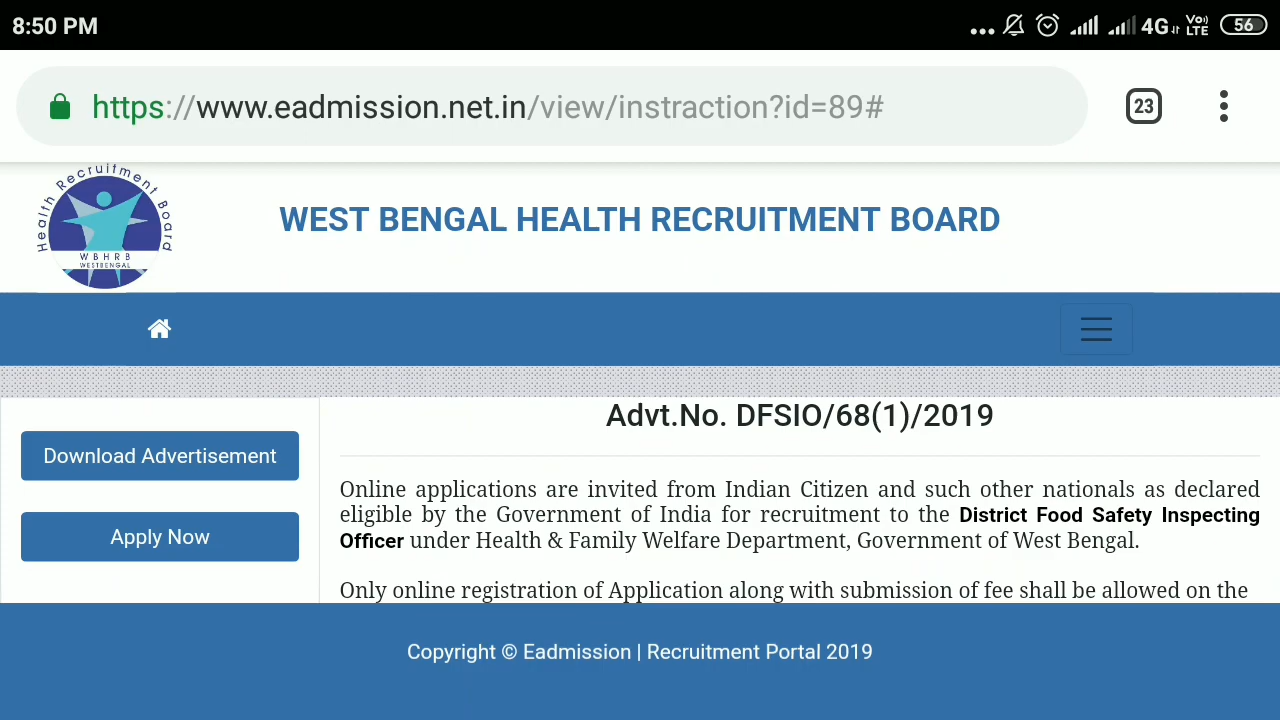 8:50 PM
4G
Vo)
LTE
56
https://www.eadmission.net.in/view/instraction?id=89#
23
Health Recruitment Board
WBHRB
WESTBENGAL
WEST BENGAL HEALTH RECRUITMENT BOARD
Advt.No. DFSIO/68(1)/2019
Download Advertisement
Apply Now
Online applications are invited from Indian Citizen and such other nationals as declared
eligible by the Government of India for recruitment to the District Food Safety Inspecting
Officer under Health & Family Welfare Department, Government of West Bengal.
Only online registration of Application along with submission of fee shall be allowed on the
Copyright © Eadmission | Recruitment Portal 2019